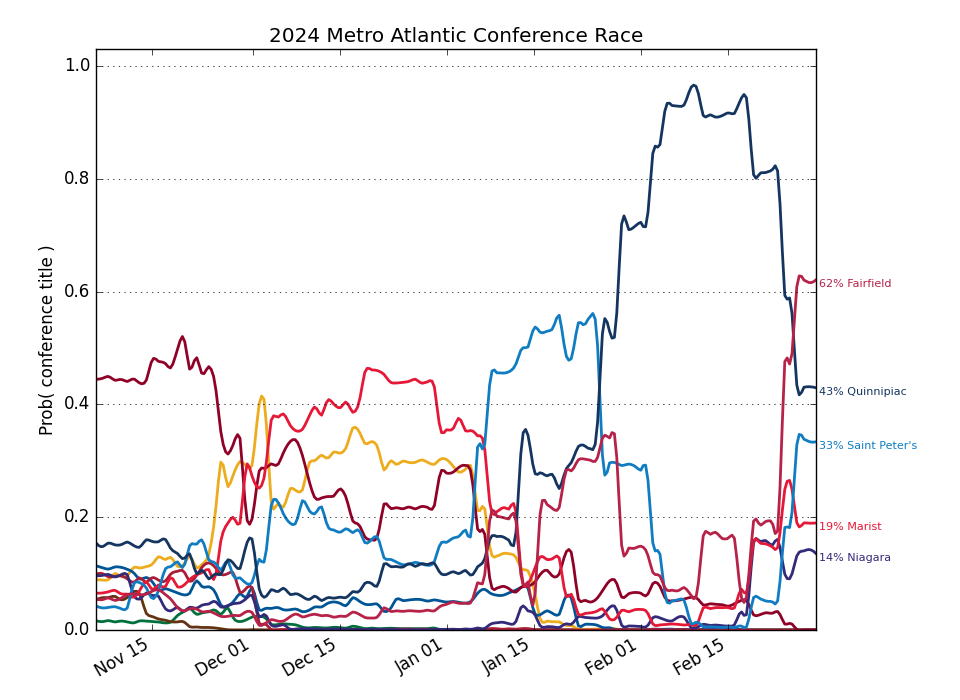 2024 Metro Atlantic Conference Race
Prob( conference title )
1.0
0.8
0.6
0.4
0.2
0.0
62% Fairfield
43% Quinnipiac
33% Saint Peter's
19% Marist
14% Niagara
Nov 15
Dec 01
Dec 15
Jan 01
Jan 15
Feb 01
Feb 15